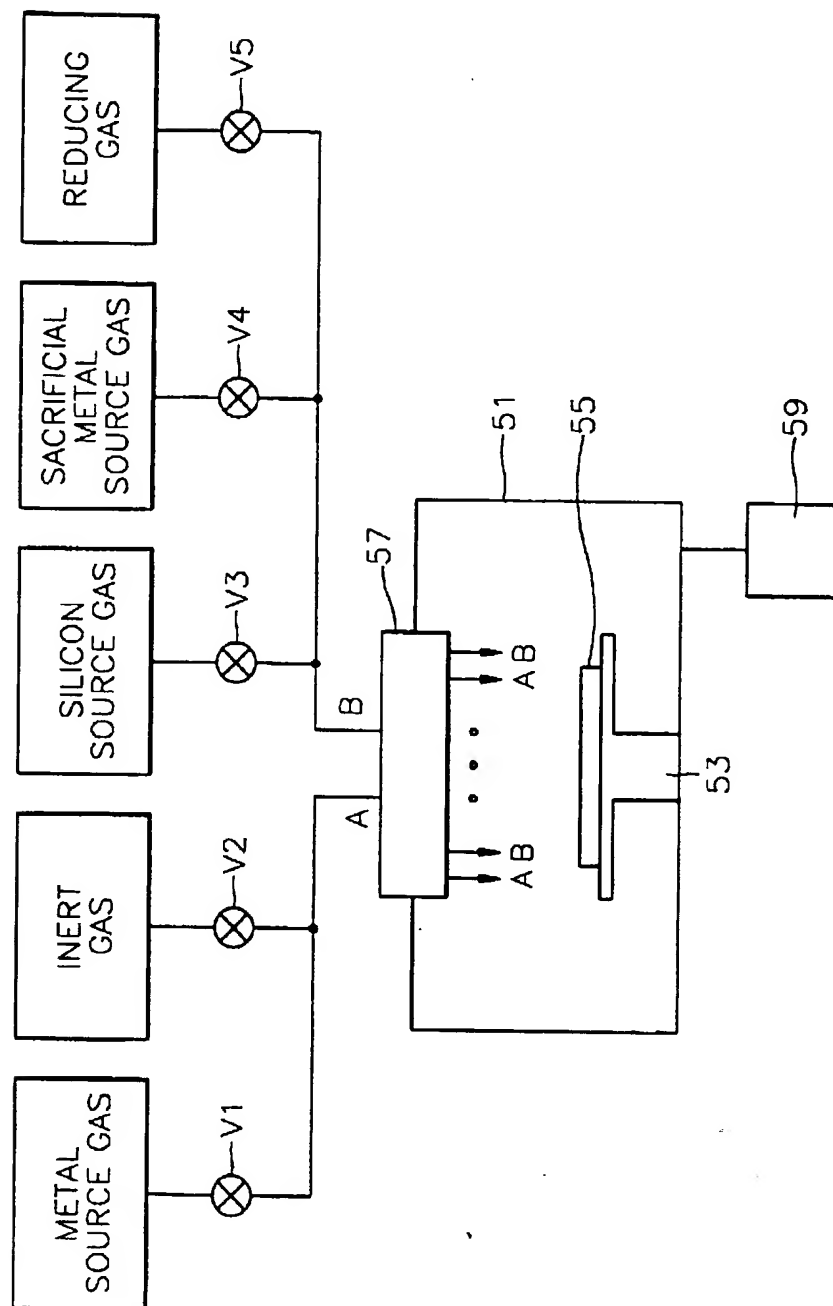 METAL
SOURCE GAS
INERT
GAS
SILICON
SOURCE GAS
SACRIFICIAL
METAL
SOURCE GAS
REDUCING
GAS
V1
V2
V3
V4
V5
A
B
57
51
55
A B
A B
53
59